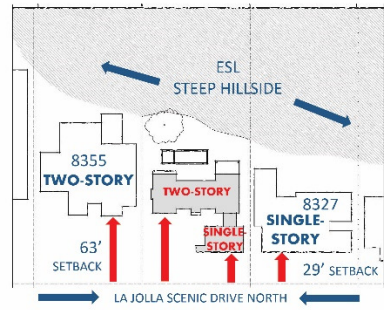 ESL
STEEP HILLSIDE
8355
TWO-STORY
TWO-STORY
8327
SINGLE-
STORY
SINGLE-
STORY
63’
SETBACK
29’ SETBACK
LA JOLLA SCENIC DRIVE NORTH